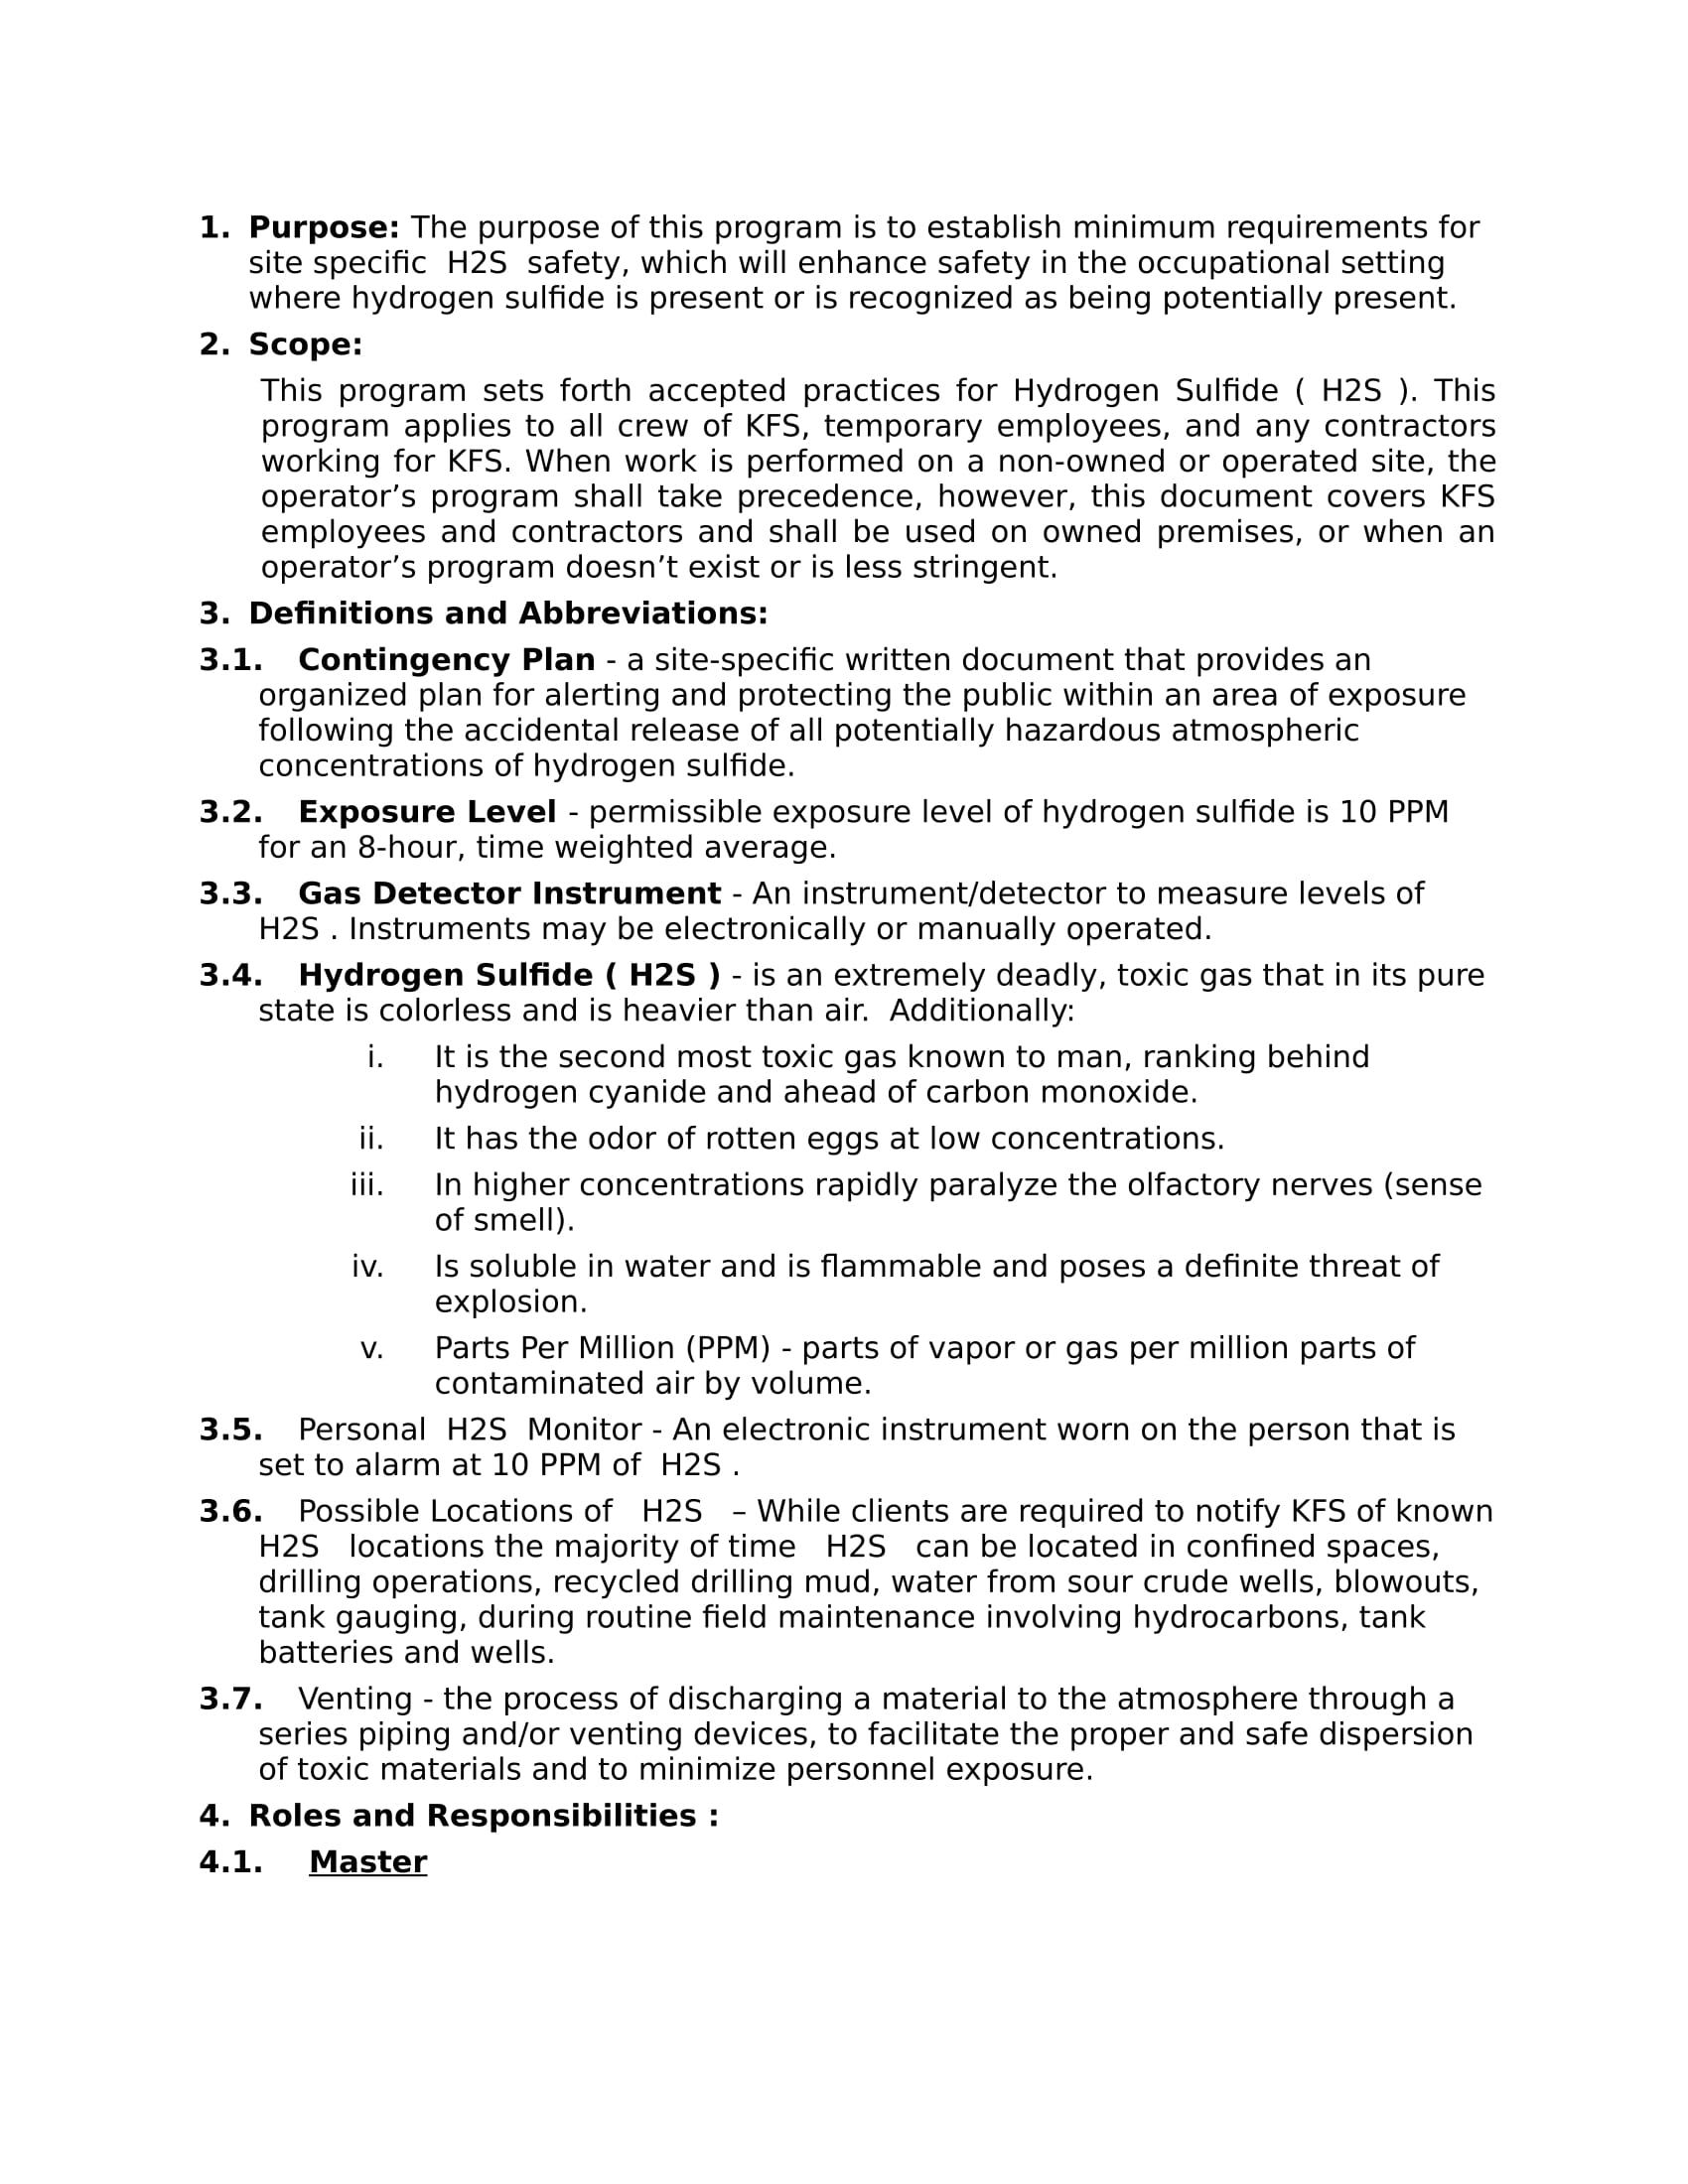 1. Purpose: The purpose of this program is to establish minimum requirements for
site specific H2S safety, which will enhance safety in the occupational setting
where hydrogen sulfide is present or is recognized as being potentially present.
2. Scope:
This program sets forth accepted practices for Hydrogen Sulfide ( H2S ). This
program applies to all crew of KFS, temporary employees, and any contractors
working for KFS. When work is performed on a non-owned or operated site, the
operator’s program shall take precedence, however, this document covers KFS
employees and contractors and shall be used on owned premises, or when an
operator’s program doesn’t exist or is less stringent.
3. Definitions and Abbreviations:
3.1. Contingency Plan - a site-specific written document that provides an
organized plan for alerting and protecting the public within an area of exposure
following the accidental release of all potentially hazardous atmospheric
concentrations of hydrogen sulfide.
3.2. Exposure Level - permissible exposure level of hydrogen sulfide is 10 PPM
for an 8-hour, time weighted average.
3.3. Gas Detector Instrument - An instrument/detector to measure levels of
H2S . Instruments may be electronically or manually operated.
3.4. Hydrogen Sulfide ( H2S ) - is an extremely deadly, toxic gas that in its pure
state is colorless and is heavier than air. Additionally:
i. It is the second most toxic gas known to man, ranking behind
hydrogen cyanide and ahead of carbon monoxide.
ii. It has the odor of rotten eggs at low concentrations.
iii. In higher concentrations rapidly paralyze the olfactory nerves (sense
of smell).
iv. Is soluble in water and is flammable and poses a definite threat of
explosion.
v. Parts Per Million (PPM) - parts of vapor or gas per million parts of
contaminated air by volume.
3.5. Personal H2S Monitor - An electronic instrument worn on the person that is
set to alarm at 10 PPM of H2S .
3.6. Possible Locations of H2S – While clients are required to notify KFS of known
H2S locations the majority of time H2S can be located in confined spaces,
drilling operations, recycled drilling mud, water from sour crude wells, blowouts,
tank gauging, during routine field maintenance involving hydrocarbons, tank
batteries and wells.
3.7. Venting - the process of discharging a material to the atmosphere through a
series piping and/or venting devices, to facilitate the proper and safe dispersion
of toxic materials and to minimize personnel exposure.
4. Roles and Responsibilities :
4.1. Master